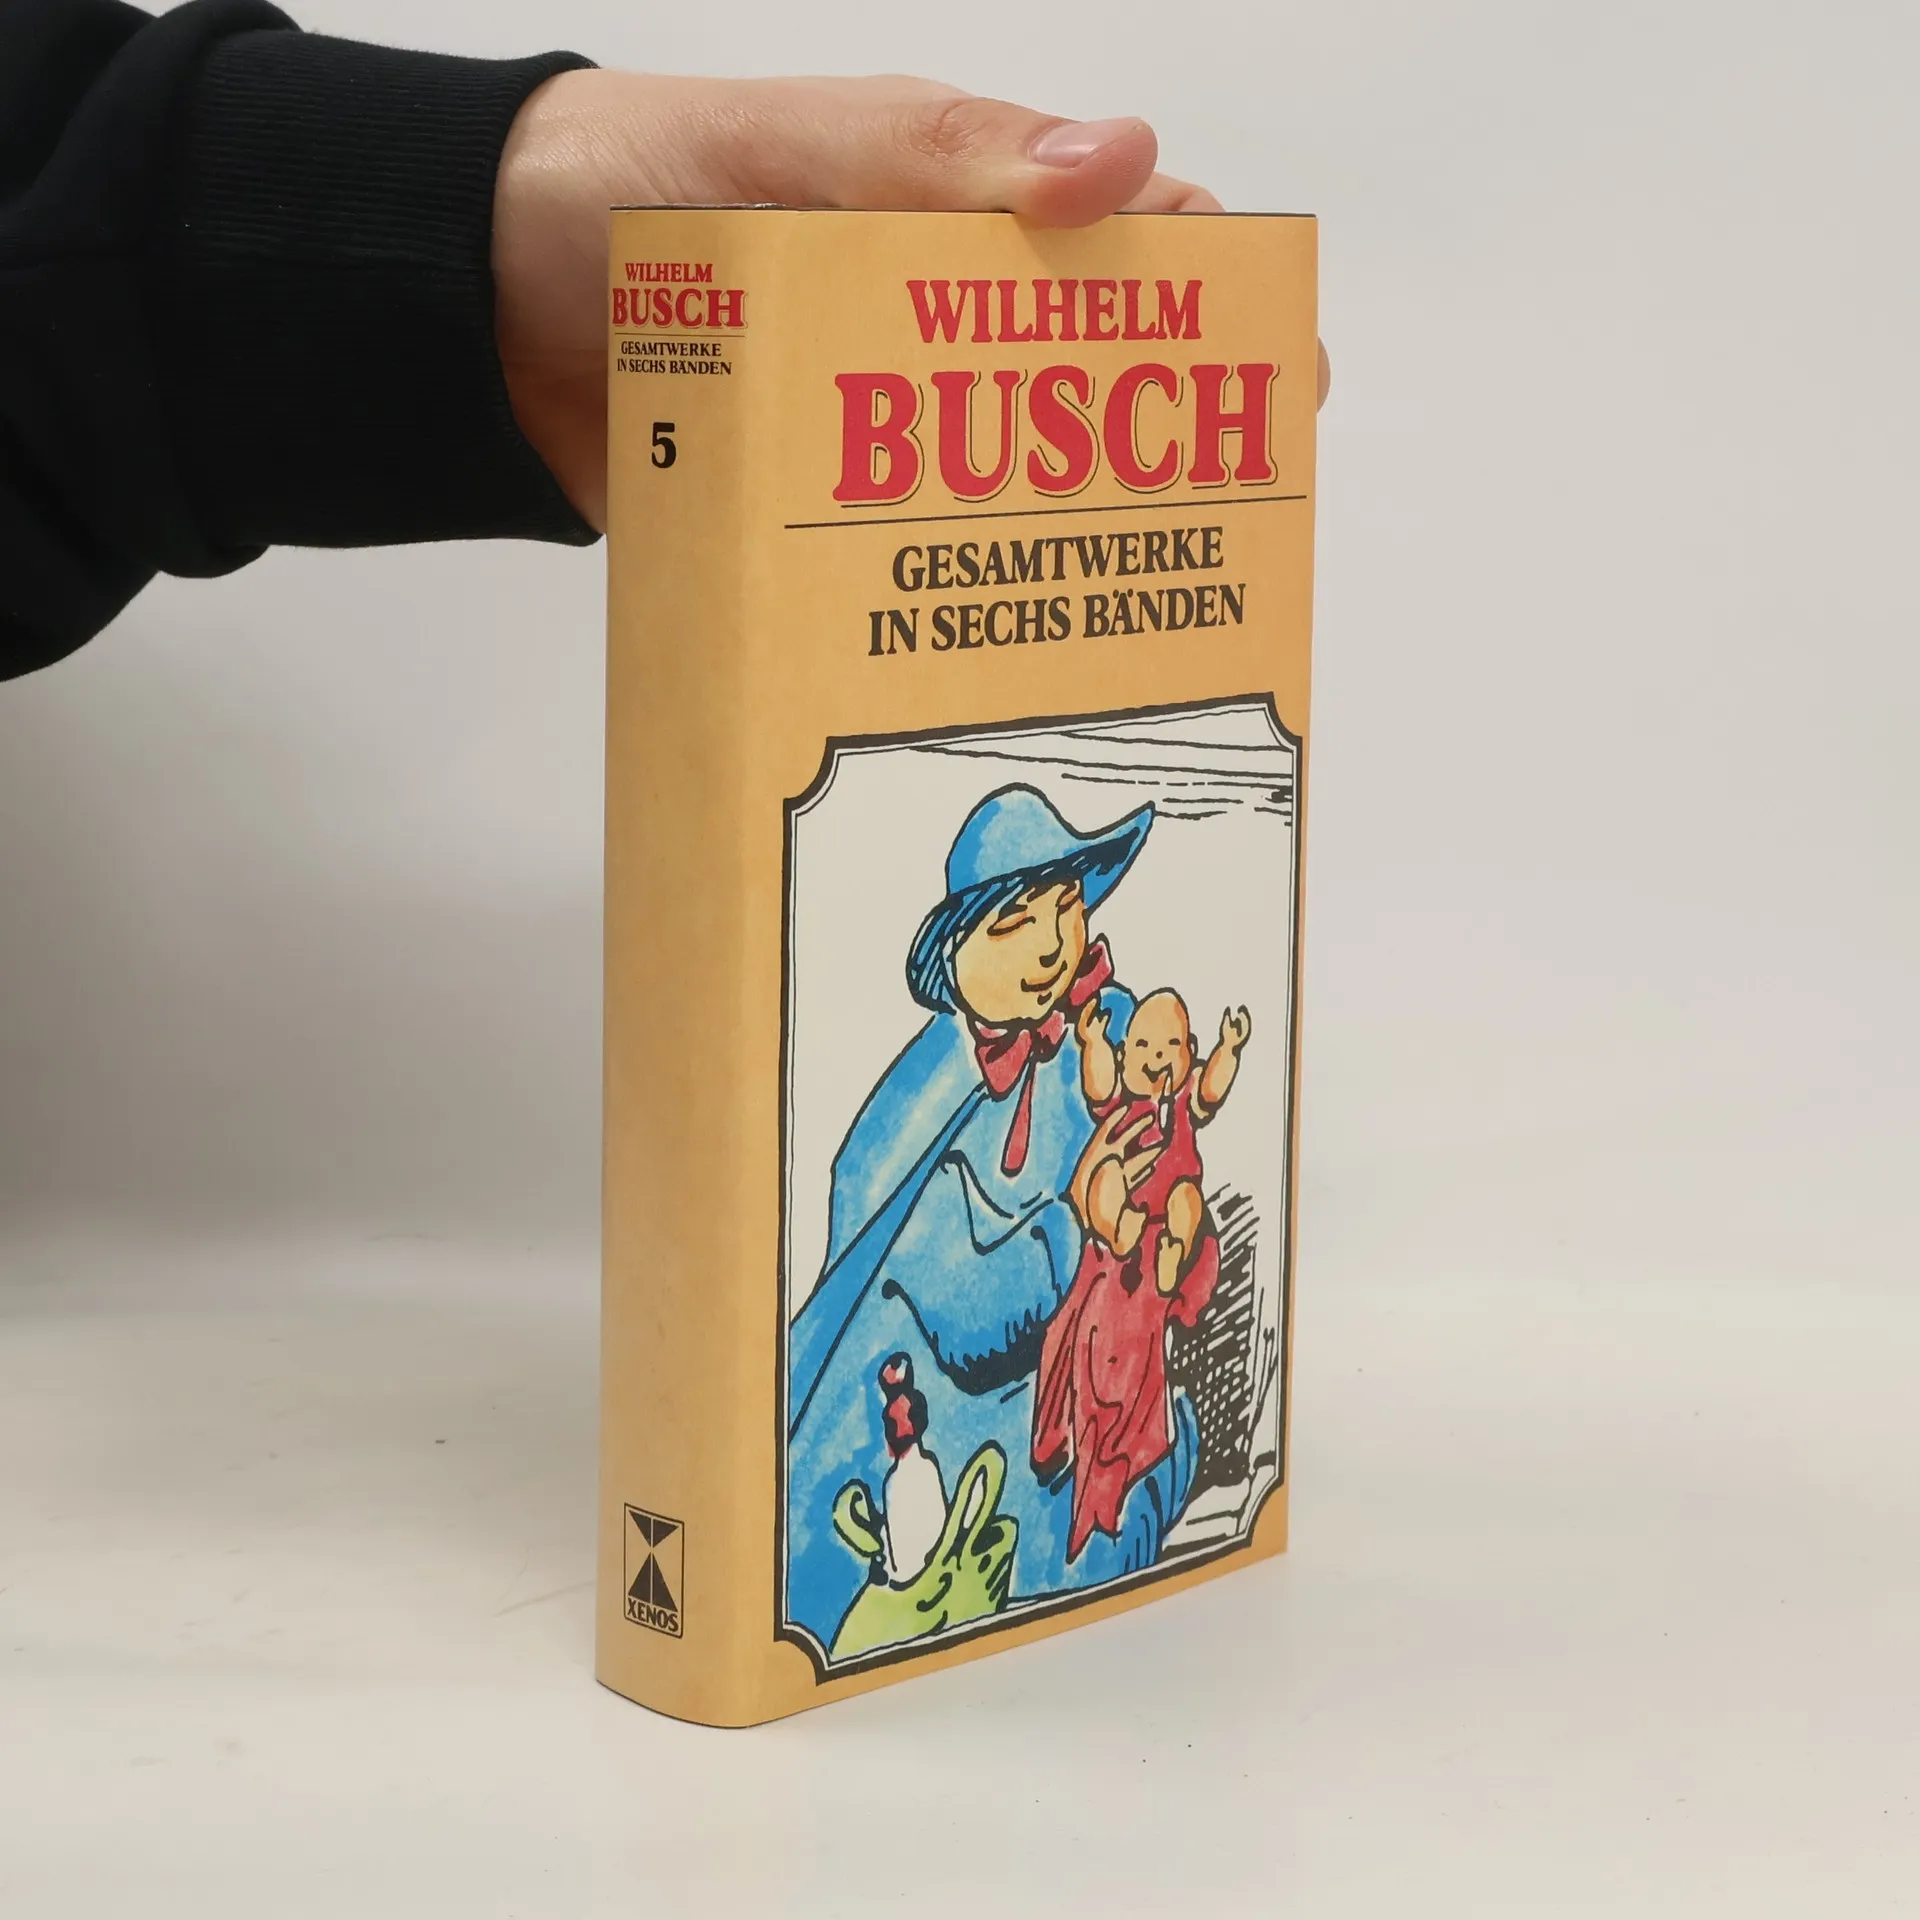 WILHELM
BUSCH
GESAMTWERKE
IN SECHS BÄNDEN
5
XENOS
WILHELM
BUSCH
GESAMTWERKE
IN SECHS BÄNDEN